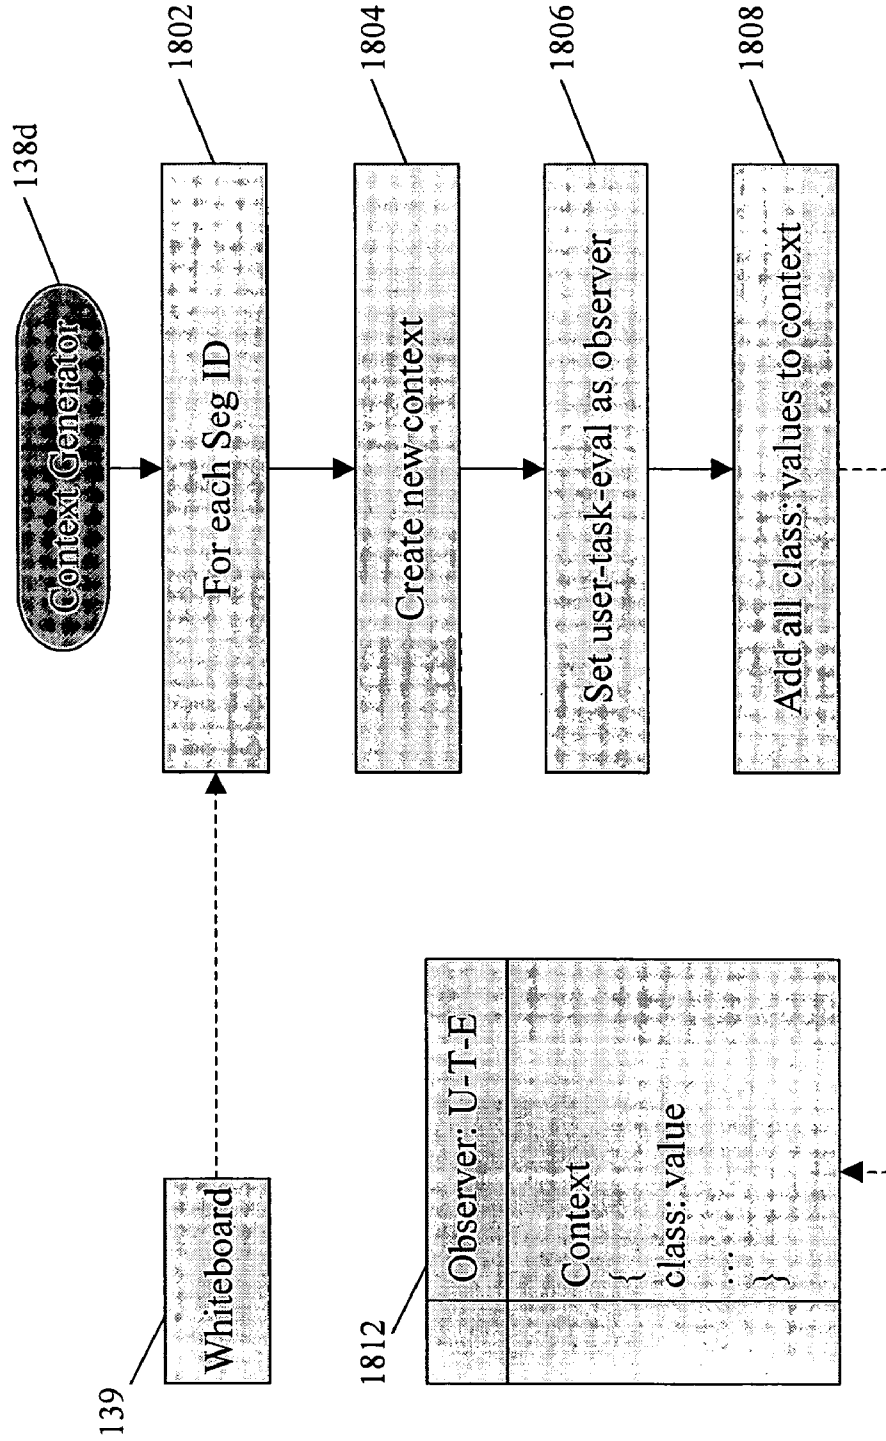 138d
Context Generator
1802
For each Seg ID
1804
Create new context
1806
Set user-task-eval as observer
1808
Add all class: values to context
139
Whiteboard
1812
Observer: U-T-E
Context
{
class: value
...
}